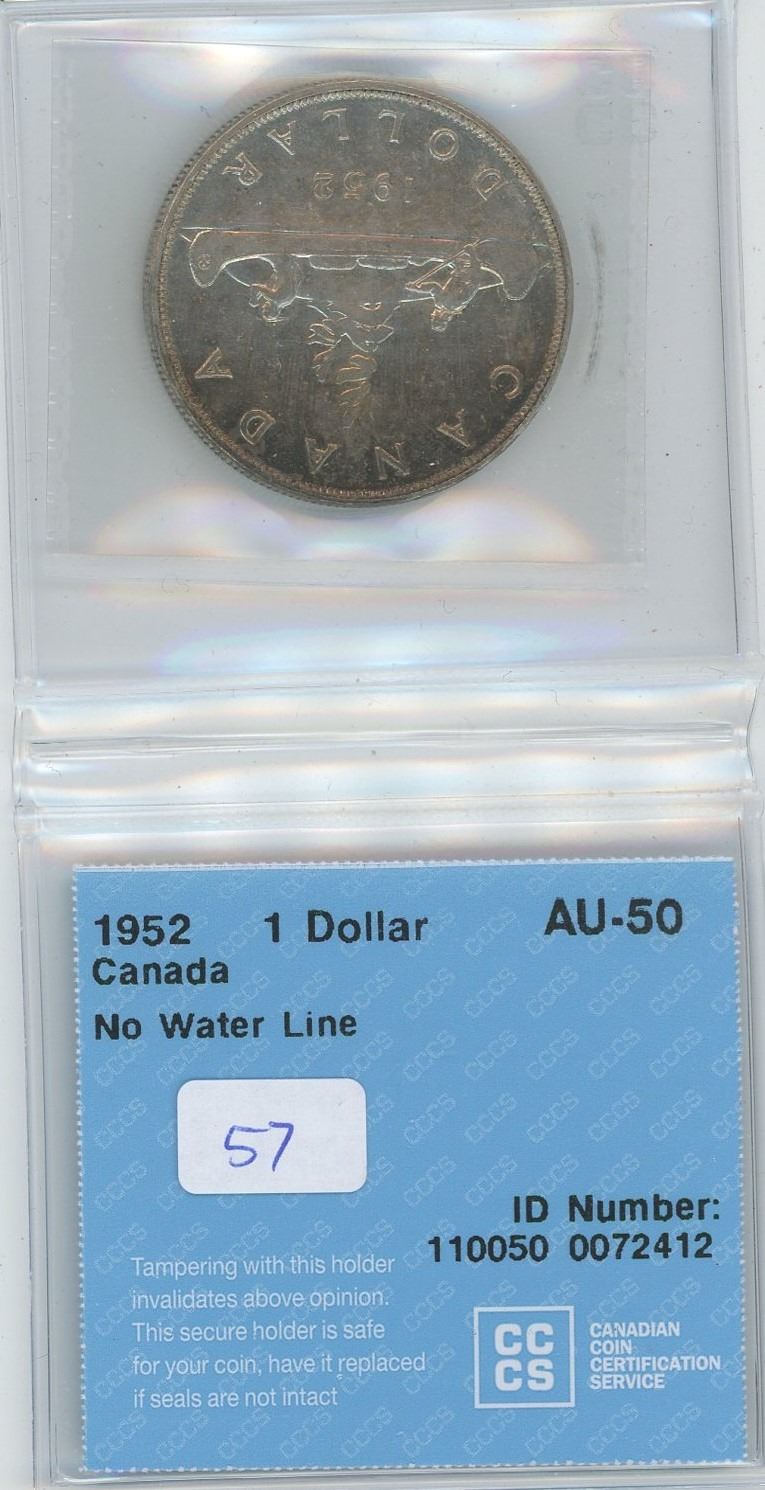 CANADA
1952
DOLLAR
1952 1 Dollar AU-50
Canada
No Water Line
57
ID Number:
110050 0072412
Tampering with this holder
invalidates above opinion.
This secure holder is safe
for your coin, have it replaced
if seals are not intact
CC
CS
CANADIAN
COIN
CERTIFICATION
SERVICE